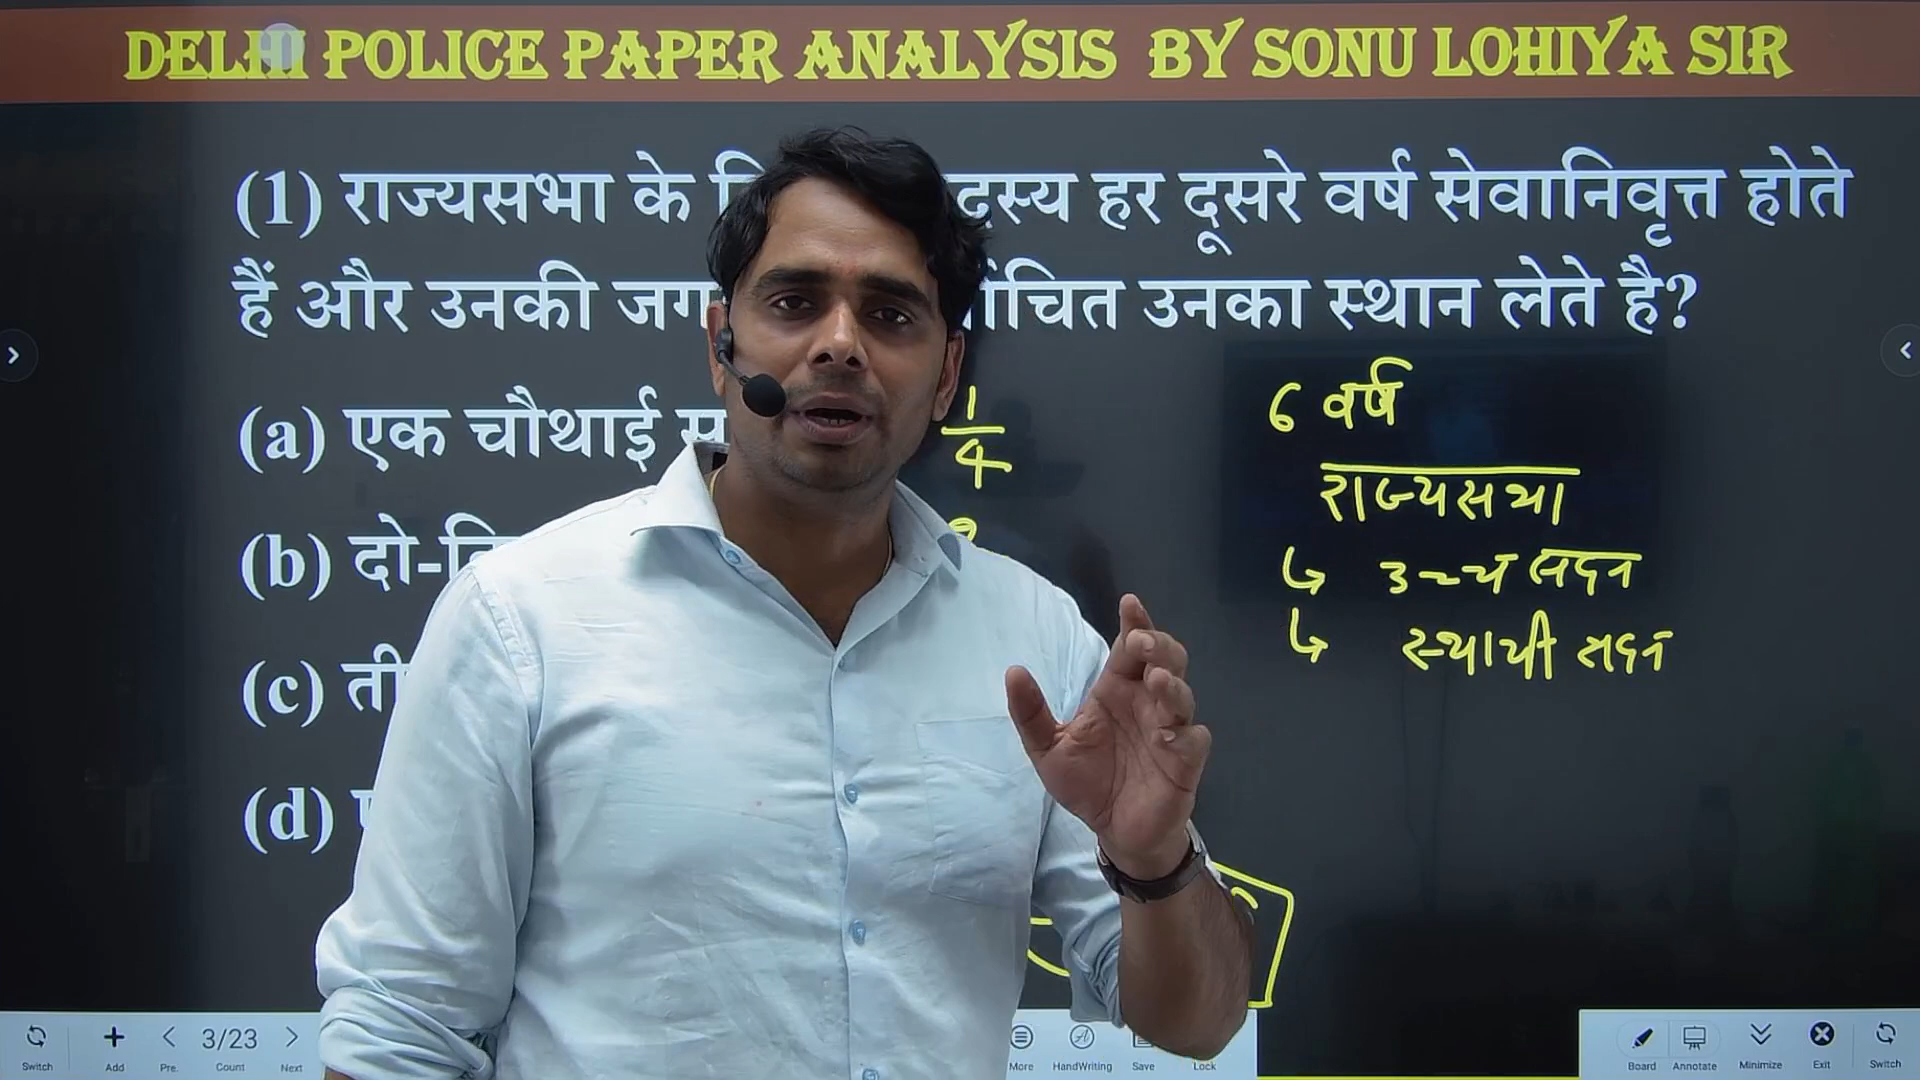 DELHI POLICE PAPER ANALYSIS BY SONU LOHIYA SIR
(1) राज्यसभा के हर दूसरे वर्ष सेवानिवृत्त होते
हैं और उनकी उनका स्थान लेते है?
(a) एक चौथाई
1/4
(b)
(c)
(d)
6 वर्ष
राज्यसभा
↳ उच्च सदन
↳ स्थायी सदन
Switch
Add
Pre.
3/23
Count
Next
More
HandWriting
Save
Lock
Board
Annotate
Minimize
Exit
Switch